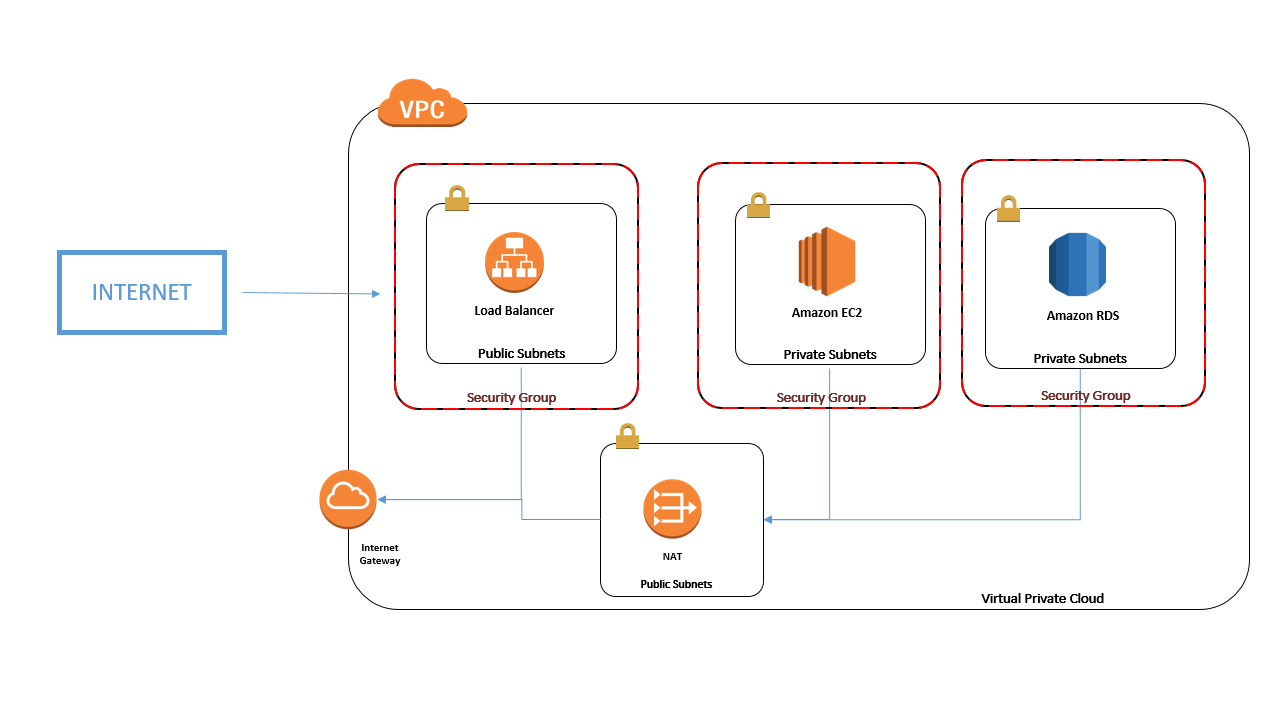 VPC
INTERNET
Load Balancer
Public Subnets
Security Group
Amazon EC2
Private Subnets
Security Group
Amazon RDS
Private Subnets
Security Group
Internet
Gateway
NAT
Public Subnets
Virtual Private Cloud